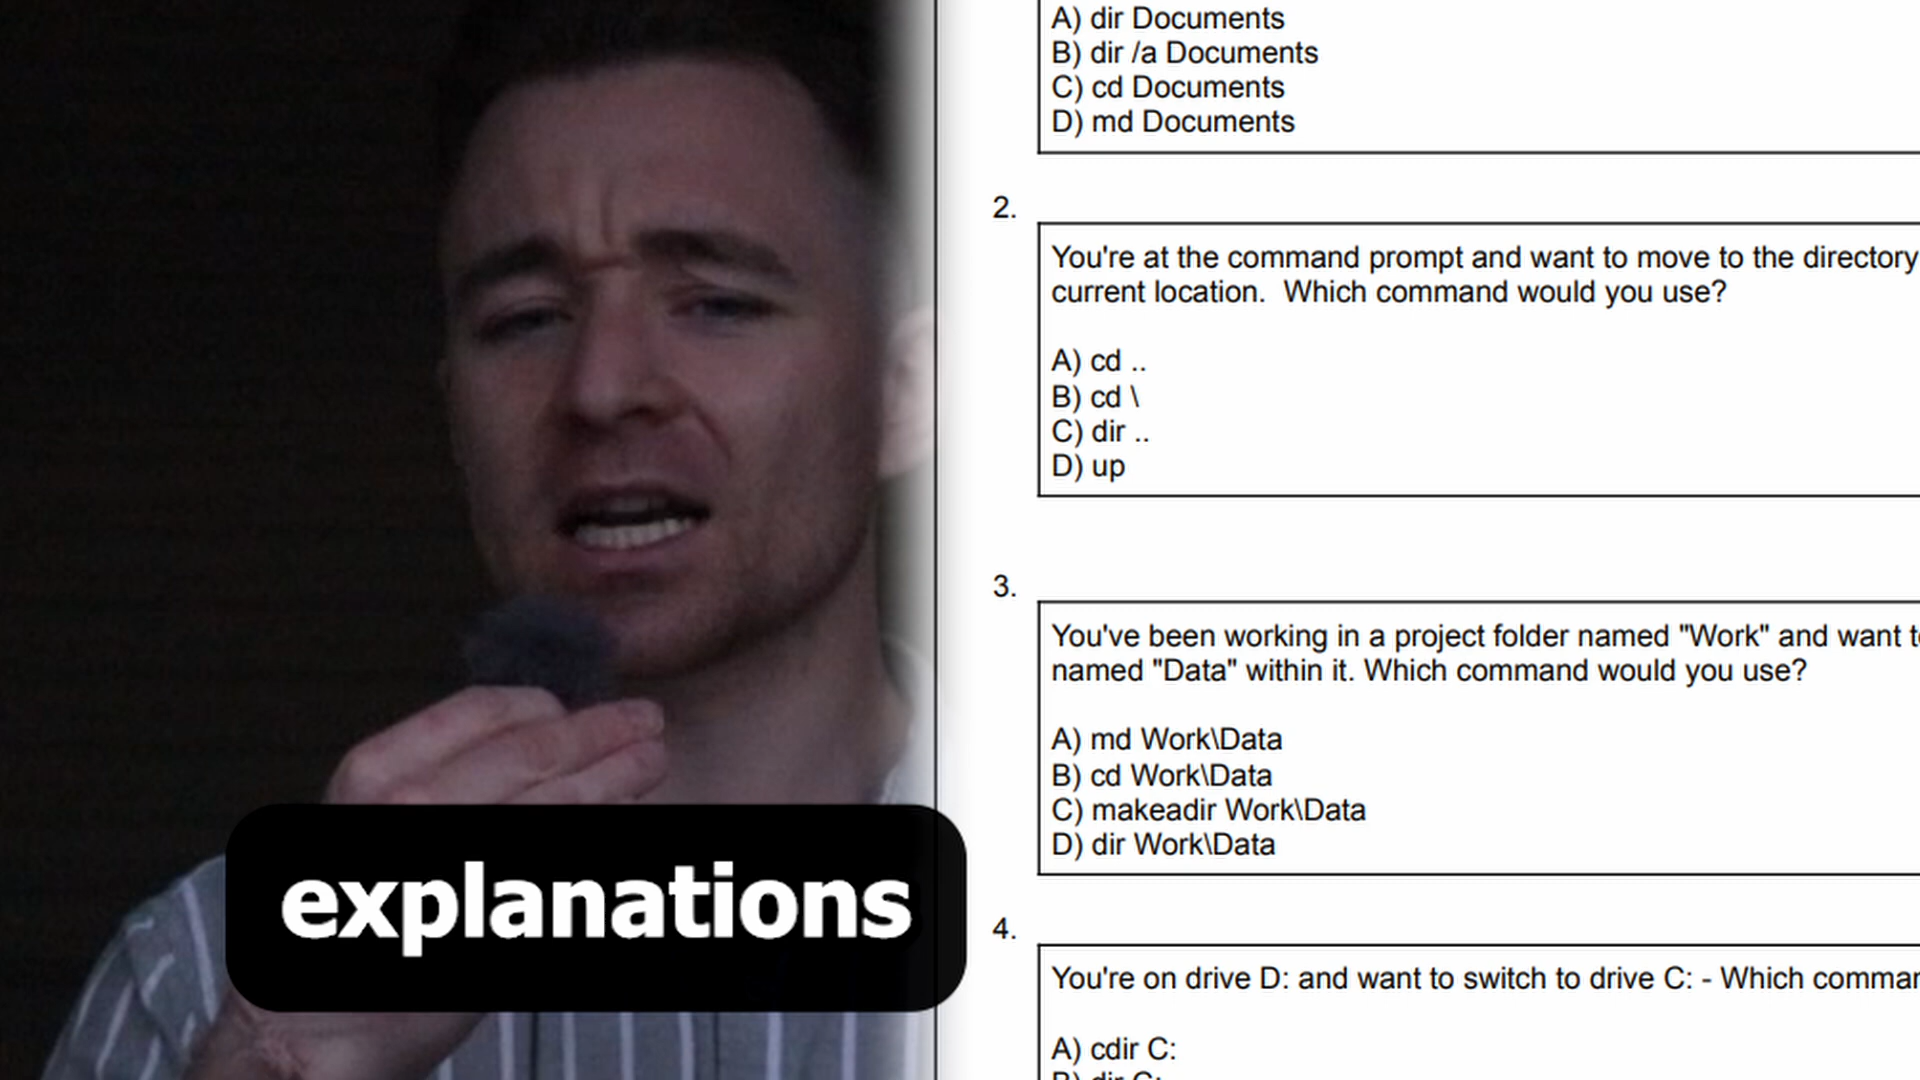 A) dir Documents
B) dir /a Documents
C) cd Documents
D) md Documents
2.
You're at the command prompt and want to move to the directory
current location.  Which command would you use?
A) cd ..
B) cd \
C) dir ..
D) up
3.
You've been working in a project folder named "Work" and want
named "Data" within it. Which command would you use?
A) md Work\Data
B) cd Work\Data
C) makeadir Work\Data
D) dir Work\Data
4.
You're on drive D: and want to switch to drive C: - Which
A) cdir C:
explanations